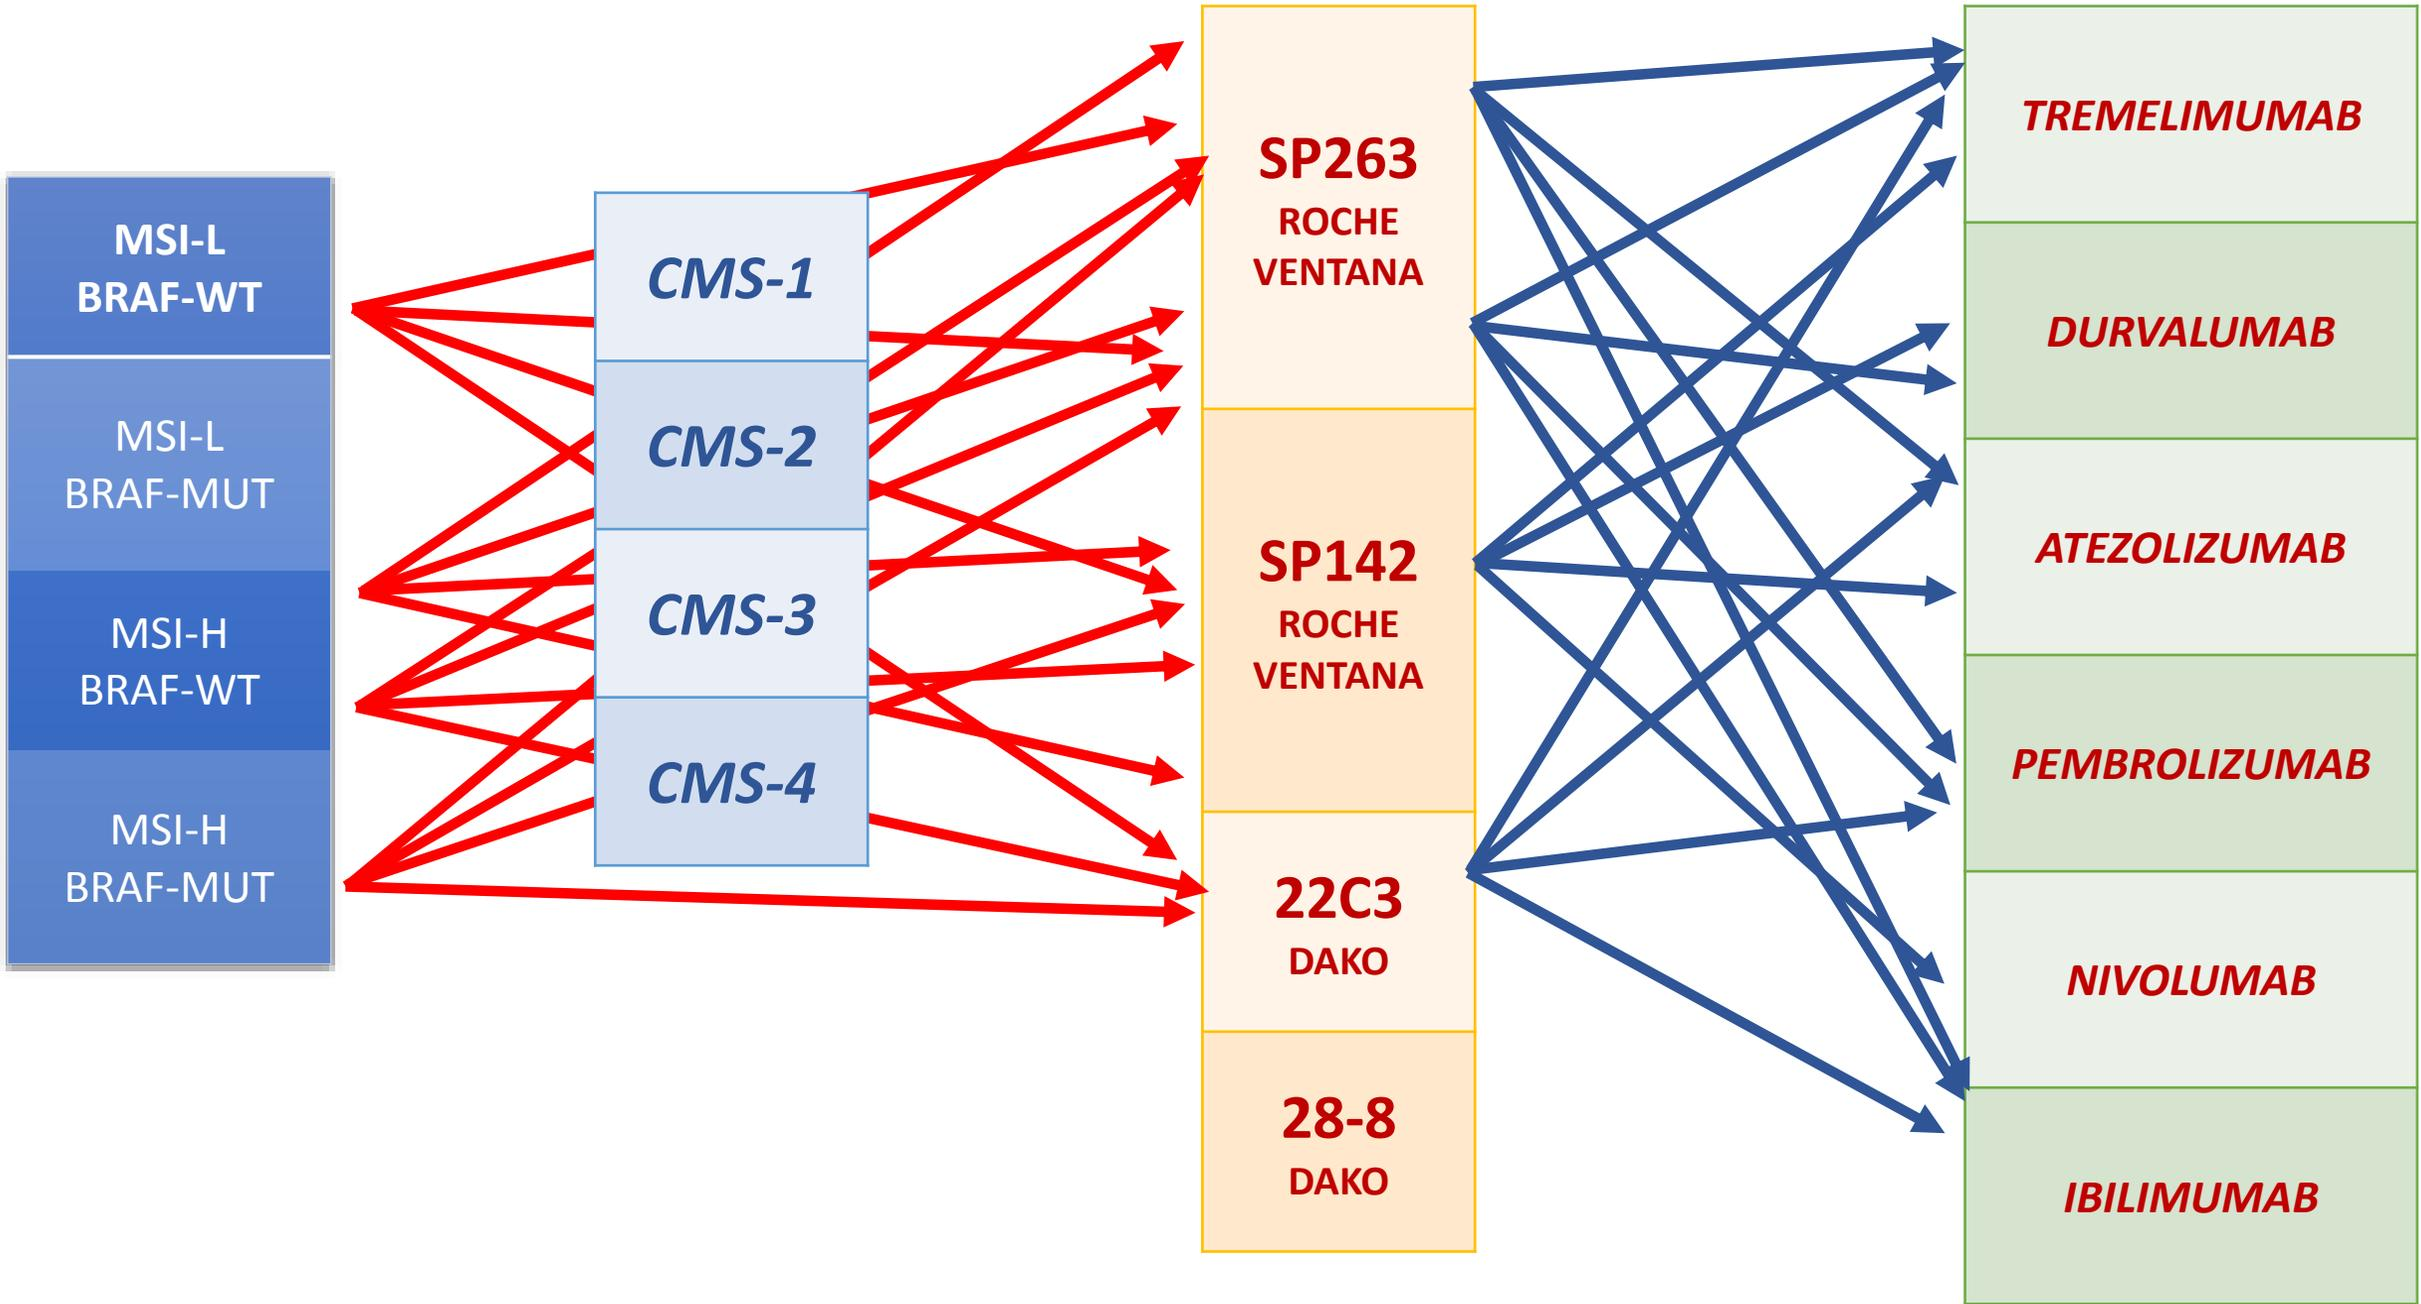 MSI-L
BRAF-WT
MSI-L
BRAF-MUT
MSI-H
BRAF-WT
MSI-H
BRAF-MUT
CMS-1
CMS-2
CMS-3
CMS-4
SP263
ROCHE
VENTANA
SP142
ROCHE
VENTANA
22C3
DAKO
28-8
DAKO
TREMELIMUMAB
DURVALUMAB
ATEZOLIZUMAB
PEMBROLIZUMAB
NIVOLUMAB
IBILIMUMAB